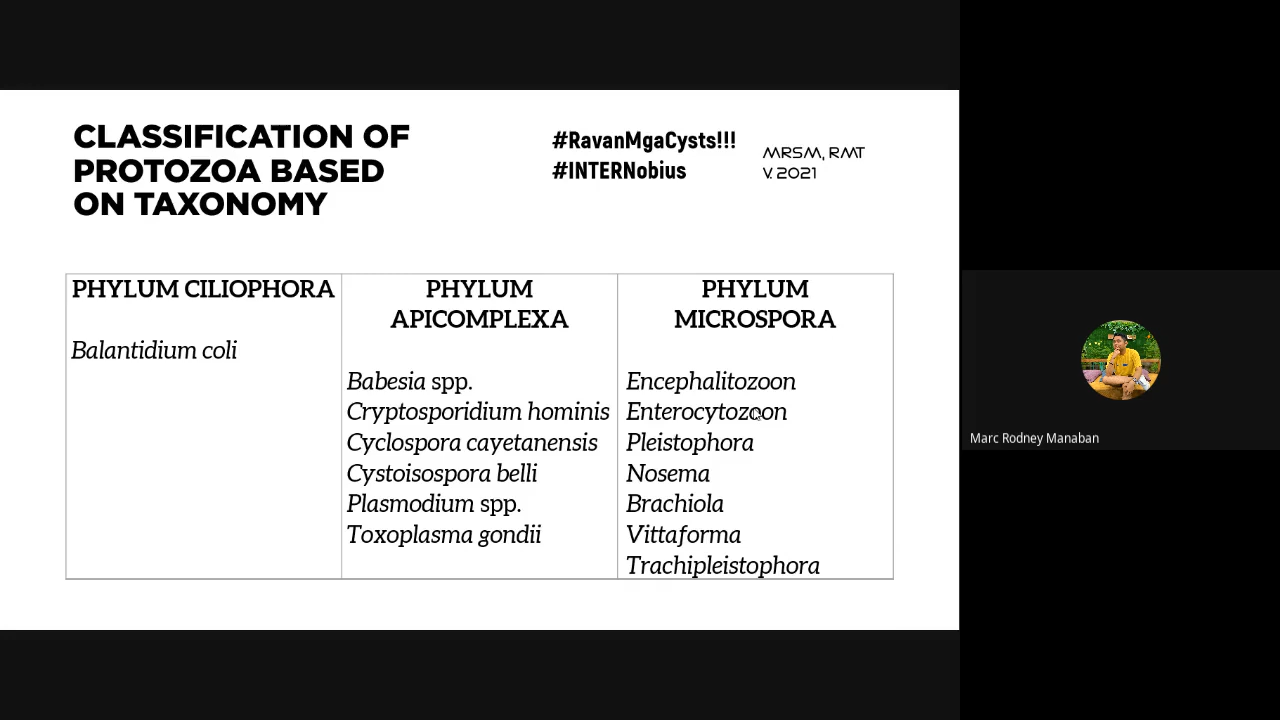 CLASSIFICATION OF
PROTOZOA BASED
ON TAXONOMY
#RavanMgaCysts!!!
#INTERNobius
MRSM, RMT
V. 2021
PHYLUM CILIOPHORA
Balantidium coli
PHYLUM
APICOMPLEXA
Babesia spp.
Cryptosporidium hominis
Cyclospora cayetanensis
Cystoisospora belli
Plasmodium spp.
Toxoplasma gondii
PHYLUM
MICROSPORA
Encephalitozoon
Enterocytozoon
Pleistophora
Nosema
Brachiola
Vittaforma
Trachipleistophora
Marc Rodney Manaban